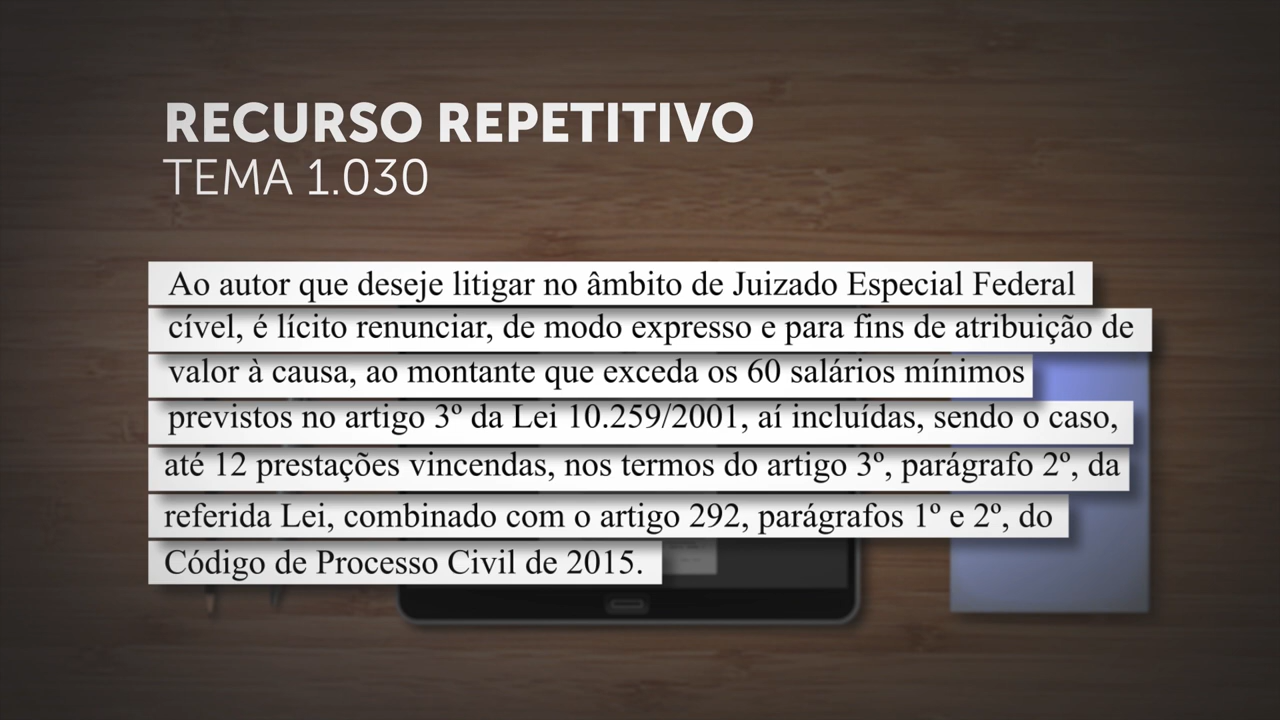 RECURSO REPETITIVO
TEMA 1.030
Ao autor que deseje litigar no âmbito de Juizado Especial Federal
cível, é lícito renunciar, de modo expresso e para fins de atribuição de
valor à causa, ao montante que exceda os 60 salários mínimos
previstos no artigo 3º da Lei 10.259/2001, aí incluídas, sendo o caso,
até 12 prestações vincendas, nos termos do artigo 3º, parágrafo 2º, da
referida Lei, combinado com o artigo 292, parágrafos 1º e 2º, do
Código de Processo Civil de 2015.